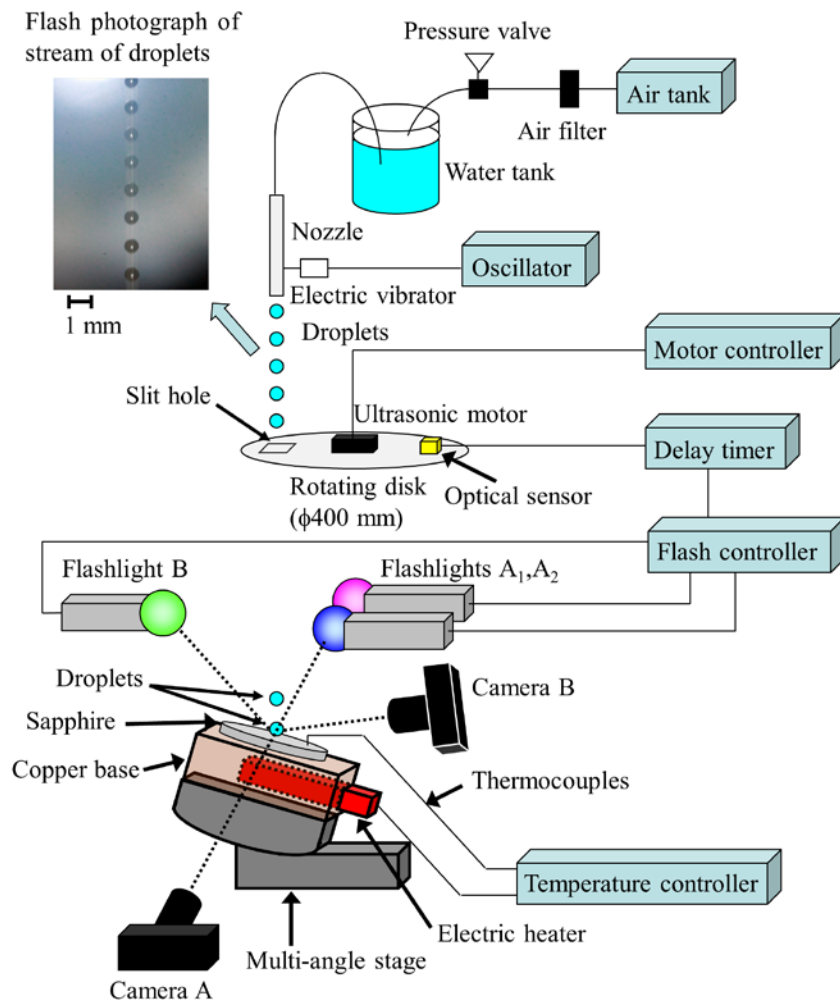 Flash photograph of
stream of droplets
1 mm
Pressure valve
Air tank
Air filter
Water tank
Nozzle
Oscillator
Electric vibrator
Droplets
Motor controller
Slit hole
Ultrasonic motor
Delay timer
Optical sensor
Rotating disk
(ϕ400 mm)
Flash controller
Flashlight B
Flashlights A₁,A₂
Droplets
Camera B
Sapphire
Copper base
Thermocouples
Temperature controller
Electric heater
Multi-angle stage
Camera A